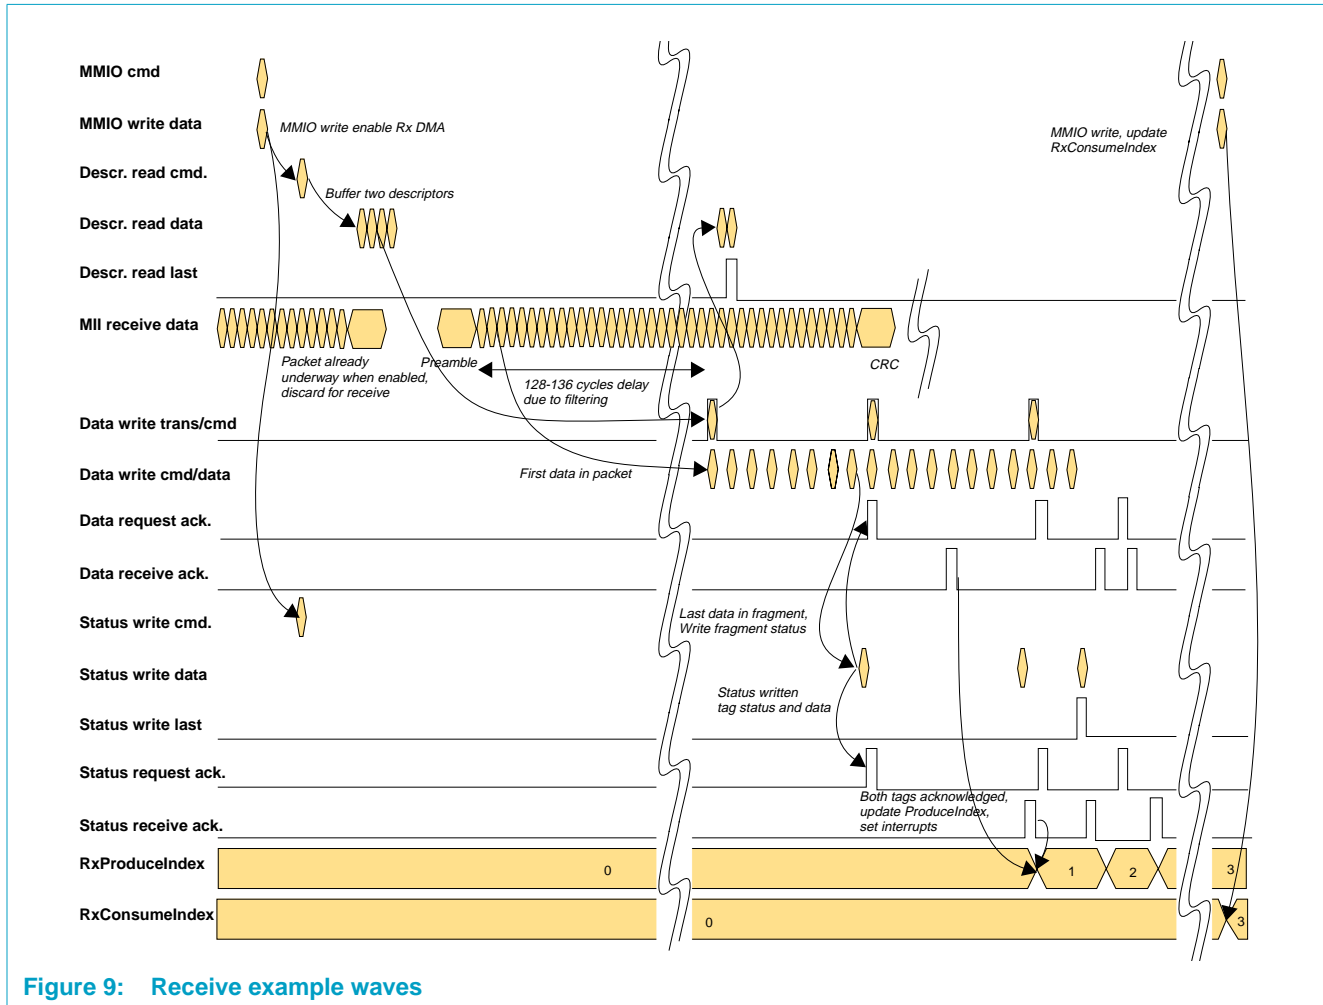 MMIO cmd
MMIO write data
MMIO write enable Rx DMA
MMIO write, update
RxConsumeIndex
Descr. read cmd.
Buffer two descriptors
Descr. read data
Descr. read last
MII receive data
Packet already
underway when enabled,
discard for receive
Preamble
128-136 cycles delay
due to filtering
CRC
Data write trans/cmd
Data write cmd/data
First data in packet
Data request ack.
Data receive ack.
Status write cmd.
Last data in fragment,
Write fragment status
Status write data
Status written
tag status and data
Status write last
Status request ack.
Both tags acknowledged,
update ProduceIndex,
set interrupts
Status receive ack.
RxProduceIndex
0
1
2
3
RxConsumeIndex
0
3
Figure 9: Receive example waves